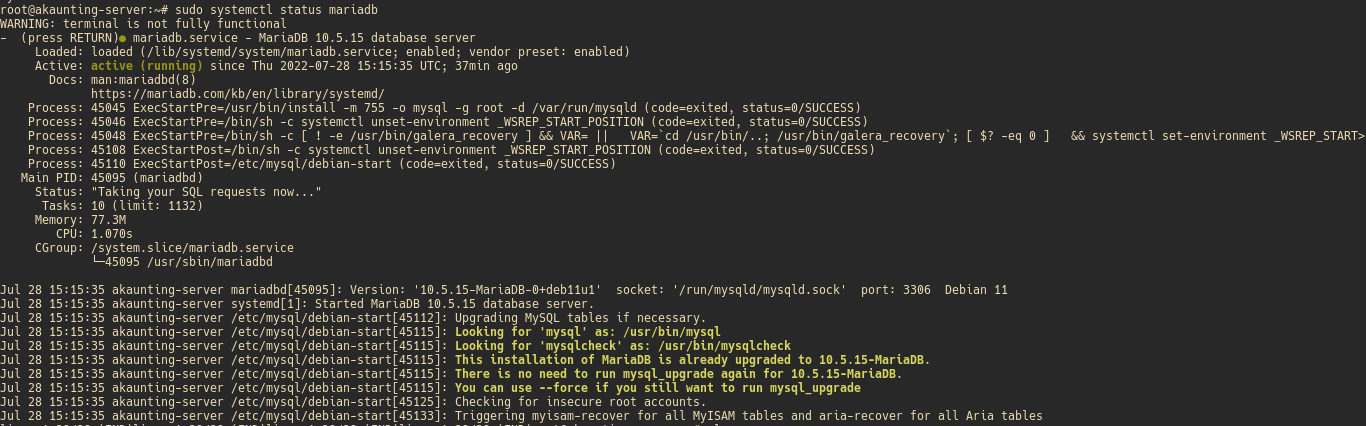 root@akaunting-server:~# sudo systemctl status mariadb
WARNING: terminal is not fully functional
-  (press RETURN)● mariadb.service - MariaDB 10.5.15 database server
     Loaded: loaded (/lib/systemd/system/mariadb.service; enabled; vendor preset: enabled)
     Active: active (running) since Thu 2022-07-28 15:15:35 UTC; 37min ago
       Docs: man:mariadbd(8)
             https://mariadb.com/kb/en/library/systemd/
    Process: 45045 ExecStartPre=/usr/bin/install -m 755 -o mysql -g root -d /var/run/mysqld (code=exited, status=0/SUCCESS)
    Process: 45046 ExecStartPre=/bin/sh -c systemctl unset-environment _WSREP_START_POSITION (code=exited, status=0/SUCCESS)
    Process: 45048 ExecStartPre=/bin/sh -c [ ! -e /usr/bin/galera_recovery ] && VAR= ||   VAR=`cd /usr/bin/..; /usr/bin/galera_recovery`; [ $? -eq 0 ]   && systemctl set-environment _WSREP_START>
    Process: 45108 ExecStartPost=/bin/sh -c systemctl unset-environment _WSREP_START_POSITION (code=exited, status=0/SUCCESS)
    Process: 45110 ExecStartPost=/etc/mysql/debian-start (code=exited, status=0/SUCCESS)
   Main PID: 45095 (mariadbd)
     Status: "Taking your SQL requests now..."
      Tasks: 10 (limit: 1132)
     Memory: 77.3M
        CPU: 1.070s
     CGroup: /system.slice/mariadb.service
             └─45095 /usr/sbin/mariadbd

Jul 28 15:15:35 akaunting-server mariadbd[45095]: Version: '10.5.15-MariaDB-0+deb11u1'  socket: '/run/mysqld/mysqld.sock'  port: 3306  Debian 11
Jul 28 15:15:35 akaunting-server systemd[1]: Started MariaDB 10.5.15 database server.
Jul 28 15:15:35 akaunting-server /etc/mysql/debian-start[45112]: Upgrading MySQL tables if necessary.
Jul 28 15:15:35 akaunting-server /etc/mysql/debian-start[45115]: Looking for 'mysql' as: /usr/bin/mysql
Jul 28 15:15:35 akaunting-server /etc/mysql/debian-start[45115]: Looking for 'mysqlcheck' as: /usr/bin/mysqlcheck
Jul 28 15:15:35 akaunting-server /etc/mysql/debian-start[45115]: This installation of MariaDB is already upgraded to 10.5.15-MariaDB.
Jul 28 15:15:35 akaunting-server /etc/mysql/debian-start[45115]: There is no need to run mysql_upgrade again for 10.5.15-MariaDB.
Jul 28 15:15:35 akaunting-server /etc/mysql/debian-start[45115]: You can use --force if you still want to run mysql_upgrade
Jul 28 15:15:35 akaunting-server /etc/mysql/debian-start[45125]: Checking for insecure root accounts.
Jul 28 15:15:35 akaunting-server /etc/mysql/debian-start[45133]: Triggering myisam-recover for all MyISAM tables and aria-recover for all Aria tables